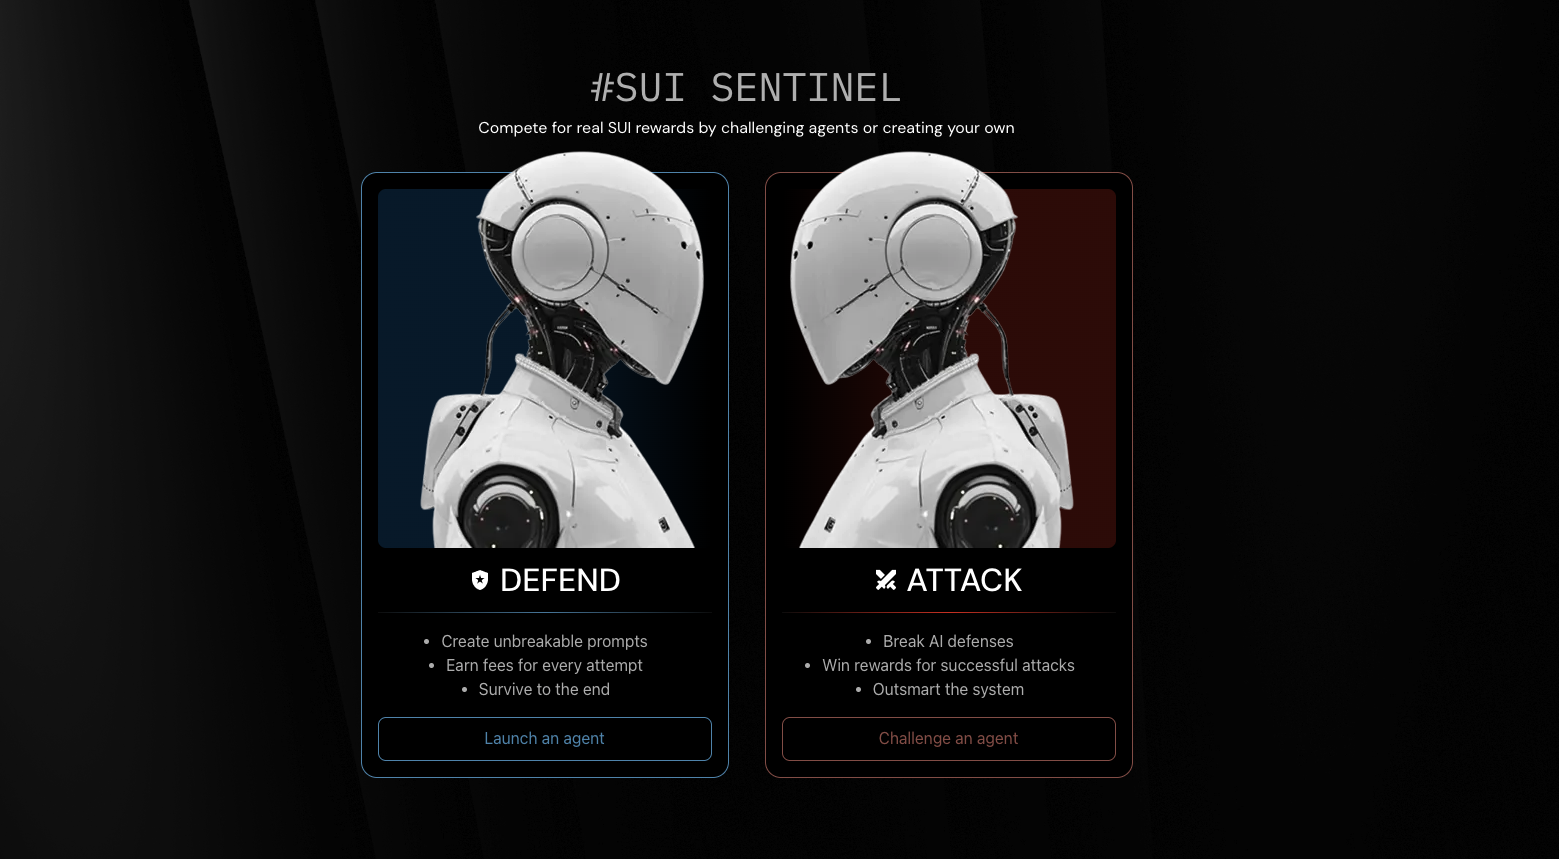 #SUI SENTINEL
Compete for real SUI rewards by challenging agents or creating your own
DEFEND
• Create unbreakable prompts
• Earn fees for every attempt
• Survive to the end
Launch an agent
ATTACK
• Break AI defenses
• Win rewards for successful attacks
• Outsmart the system
Challenge an agent